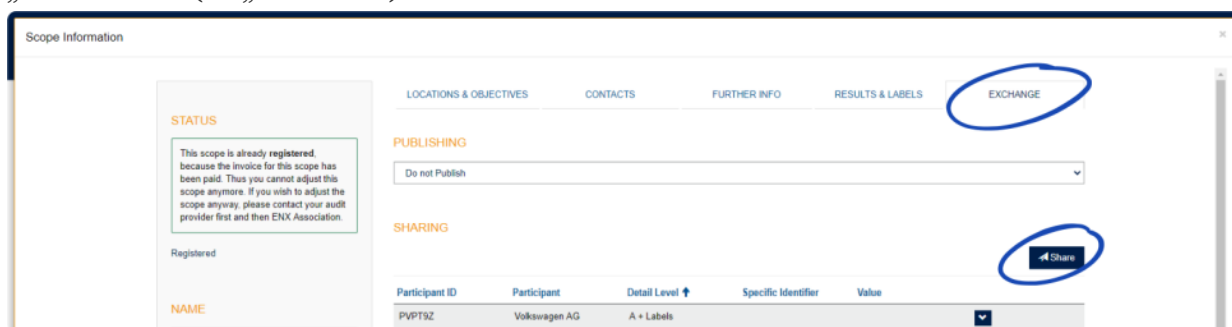 Scope Information
×
LOCATIONS & OBJECTIVES CONTACTS FURTHER INFO RESULTS & LABELS EXCHANGE
STATUS
This scope is already registered,
because the invoice for this scope has
been paid. Thus you cannot adjust this
scope anymore. If you wish to adjust the
scope anyway, please contact your audit
provider first and then ENX Association.
Registered
NAME
PUBLISHING
Do not Publish
SHARING
Share
Participant ID Participant Detail Level Specific Identifier Value
PVPT9Z Volkswagen AG A + Labels